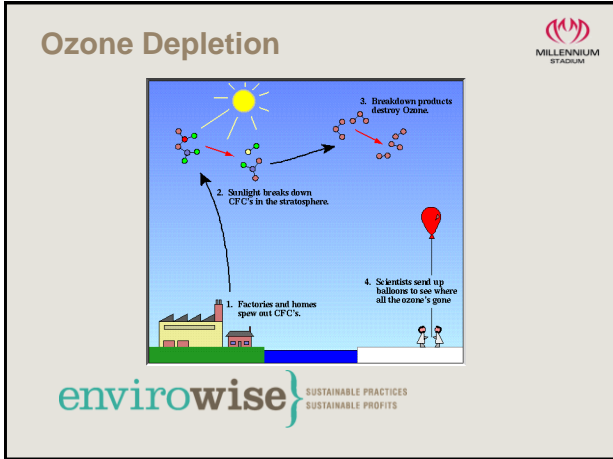 Ozone Depletion
MILLENNIUM
STADIUM
3. Breakdown products
destroy Ozone.
2. Sunlight breaks down
CFC's in the stratosphere.
4. Scientists send up
balloons to see where
all the ozone's gone
1. Factories and homes
spew out CFC's.
envirowise} SUSTAINABLE PRACTICES
SUSTAINABLE PROFITS